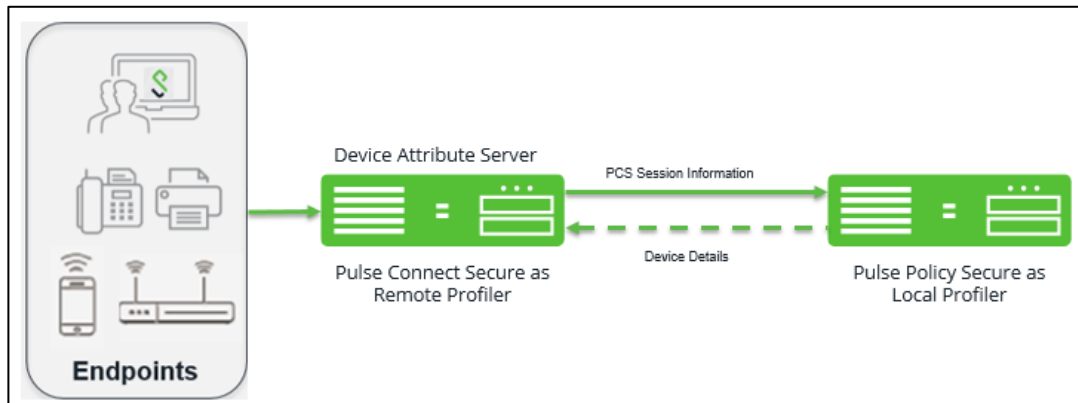 Device Attribute Server
PCS Session Information
Device Details
Pulse Connect Secure as
Remote Profiler
Pulse Policy Secure as
Local Profiler
Endpoints